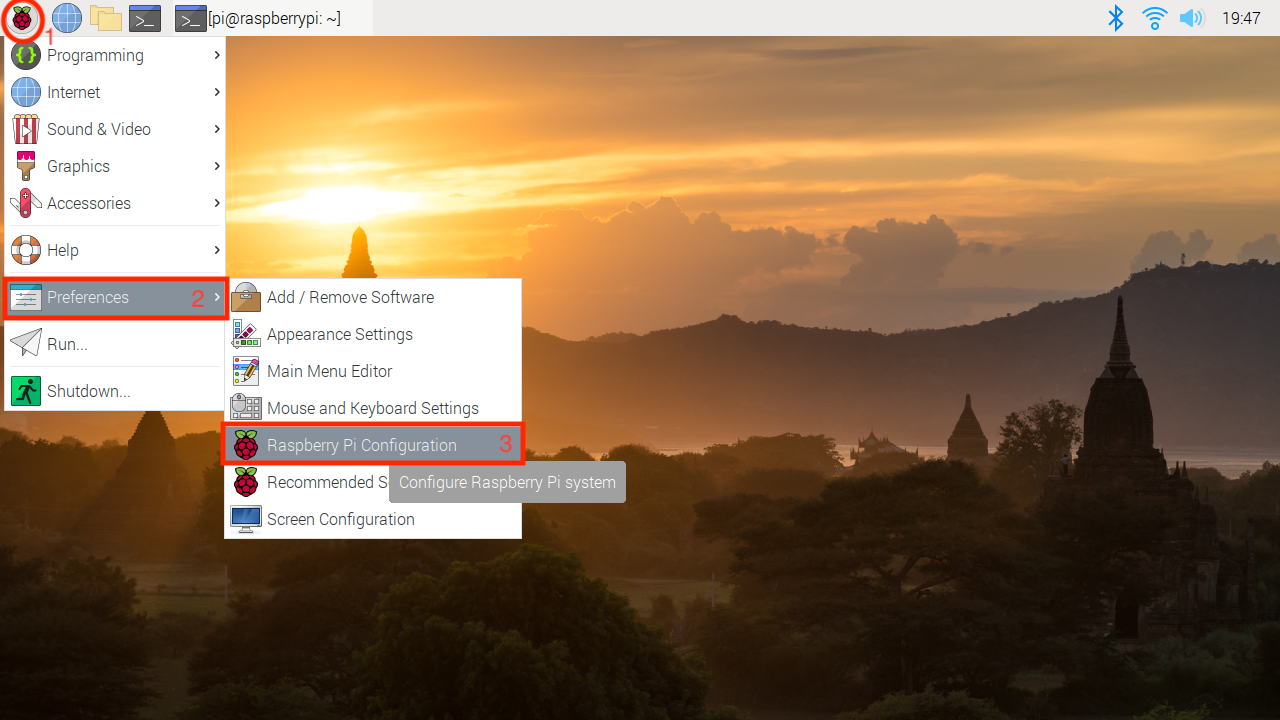 [pi@raspberrypi: ~]
19:47
1
Programming
Internet
Sound & Video
Graphics
Accessories
Help
Preferences 2
Run...
Shutdown...
Add / Remove Software
Appearance Settings
Main Menu Editor
Mouse and Keyboard Settings
Raspberry Pi Configuration 3
Recommended S
Configure Raspberry Pi system
Screen Configuration